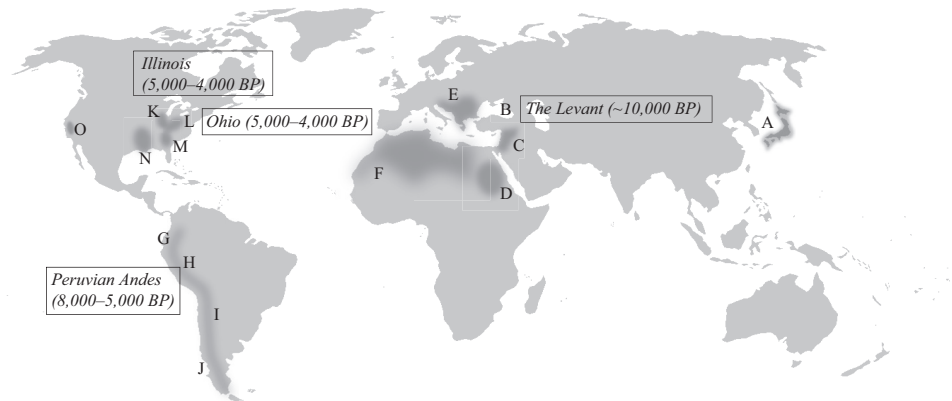 Illinois
(5,000–4,000 BP)
K
L
Ohio (5,000–4,000 BP)
O
M
N
E
B
The Levant (~10,000 BP)
A
C
F
D
G
H
Peruvian Andes
(8,000–5,000 BP)
I
J